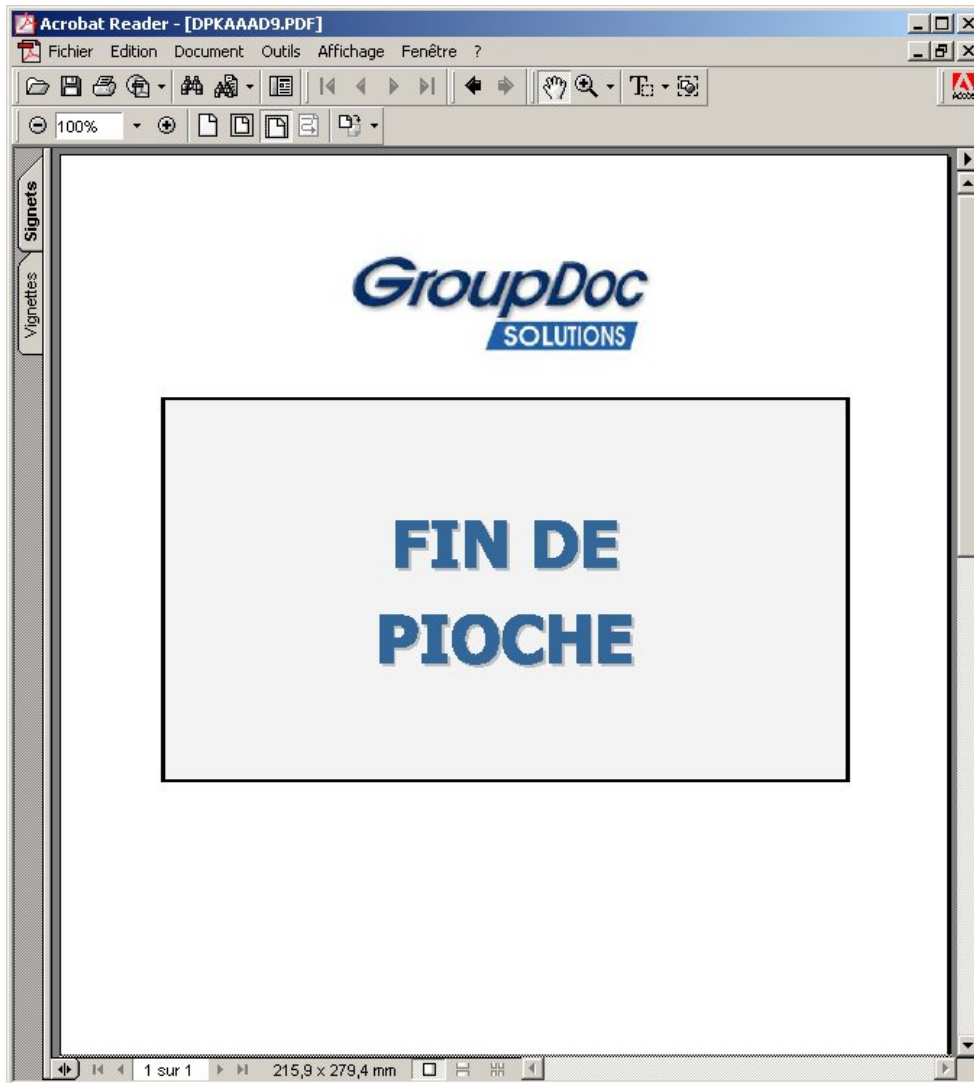 Acrobat Reader - [DPKAAAD9.PDF]
Fichier Edition Document Outils Affichage Fenêtre ?
Adobe
100%
Signets
Vignettes
GroupDoc
SOLUTIONS
FIN DE
PIOCHE
1 sur 1 215,9 x 279,4 mm